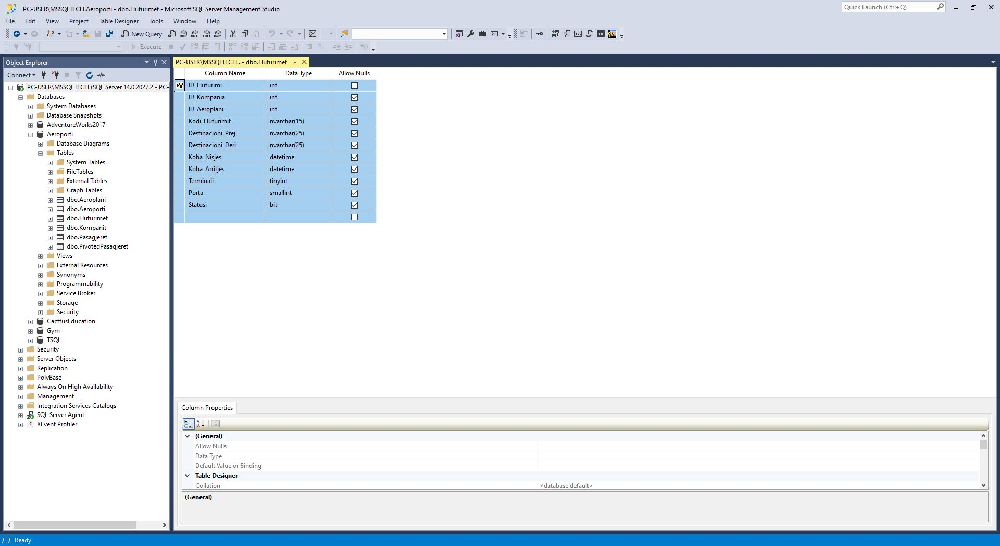 PC-USER\MSSQLTECH.Aeroporti - dbo.Fluturimet - Microsoft SQL Server Management Studio
Quick Launch (Ctrl+Q)
File Edit View Project Table Designer Tools Window Help
New Query MDX DMX XMLA DAX
Execute
Object Explorer
Connect
PC-USER\MSSQLTECH (SQL Server 14.0.2027.2 - PC-
Databases
System Databases
Database Snapshots
AdventureWorks2017
Aeroporti
Database Diagrams
Tables
System Tables
FileTables
External Tables
Graph Tables
dbo.Aeroplani
dbo.Aeroporti
dbo.Fluturimet
dbo.Kompanit
dbo.Pasagjeret
dbo.PivotedPasagjeret
Views
External Resources
Synonyms
Programmability
Service Broker
Storage
Security
CacttusEducation
Gym
TSQL
Security
Server Objects
Replication
PolyBase
Always On High Availability
Management
Integration Services Catalogs
SQL Server Agent
XEvent Profiler
PC-USER\MSSQLTECH...- dbo.Fluturimet
Column Name Data Type Allow Nulls
ID_Fluturimi int
ID_Kompania int
ID_Aeroplani int
Kodi_Fluturimit nvarchar(15)
Destinacioni_Prej nvarchar(25)
Destinacioni_Deri nvarchar(25)
Koha_Nisjes datetime
Koha_Arritjes datetime
Terminali tinyint
Porta smallint
Statusi bit
Column Properties
(General)
Allow Nulls
Data Type
Default Value or Binding
Table Designer
Collation <database default>
(General)
Ready